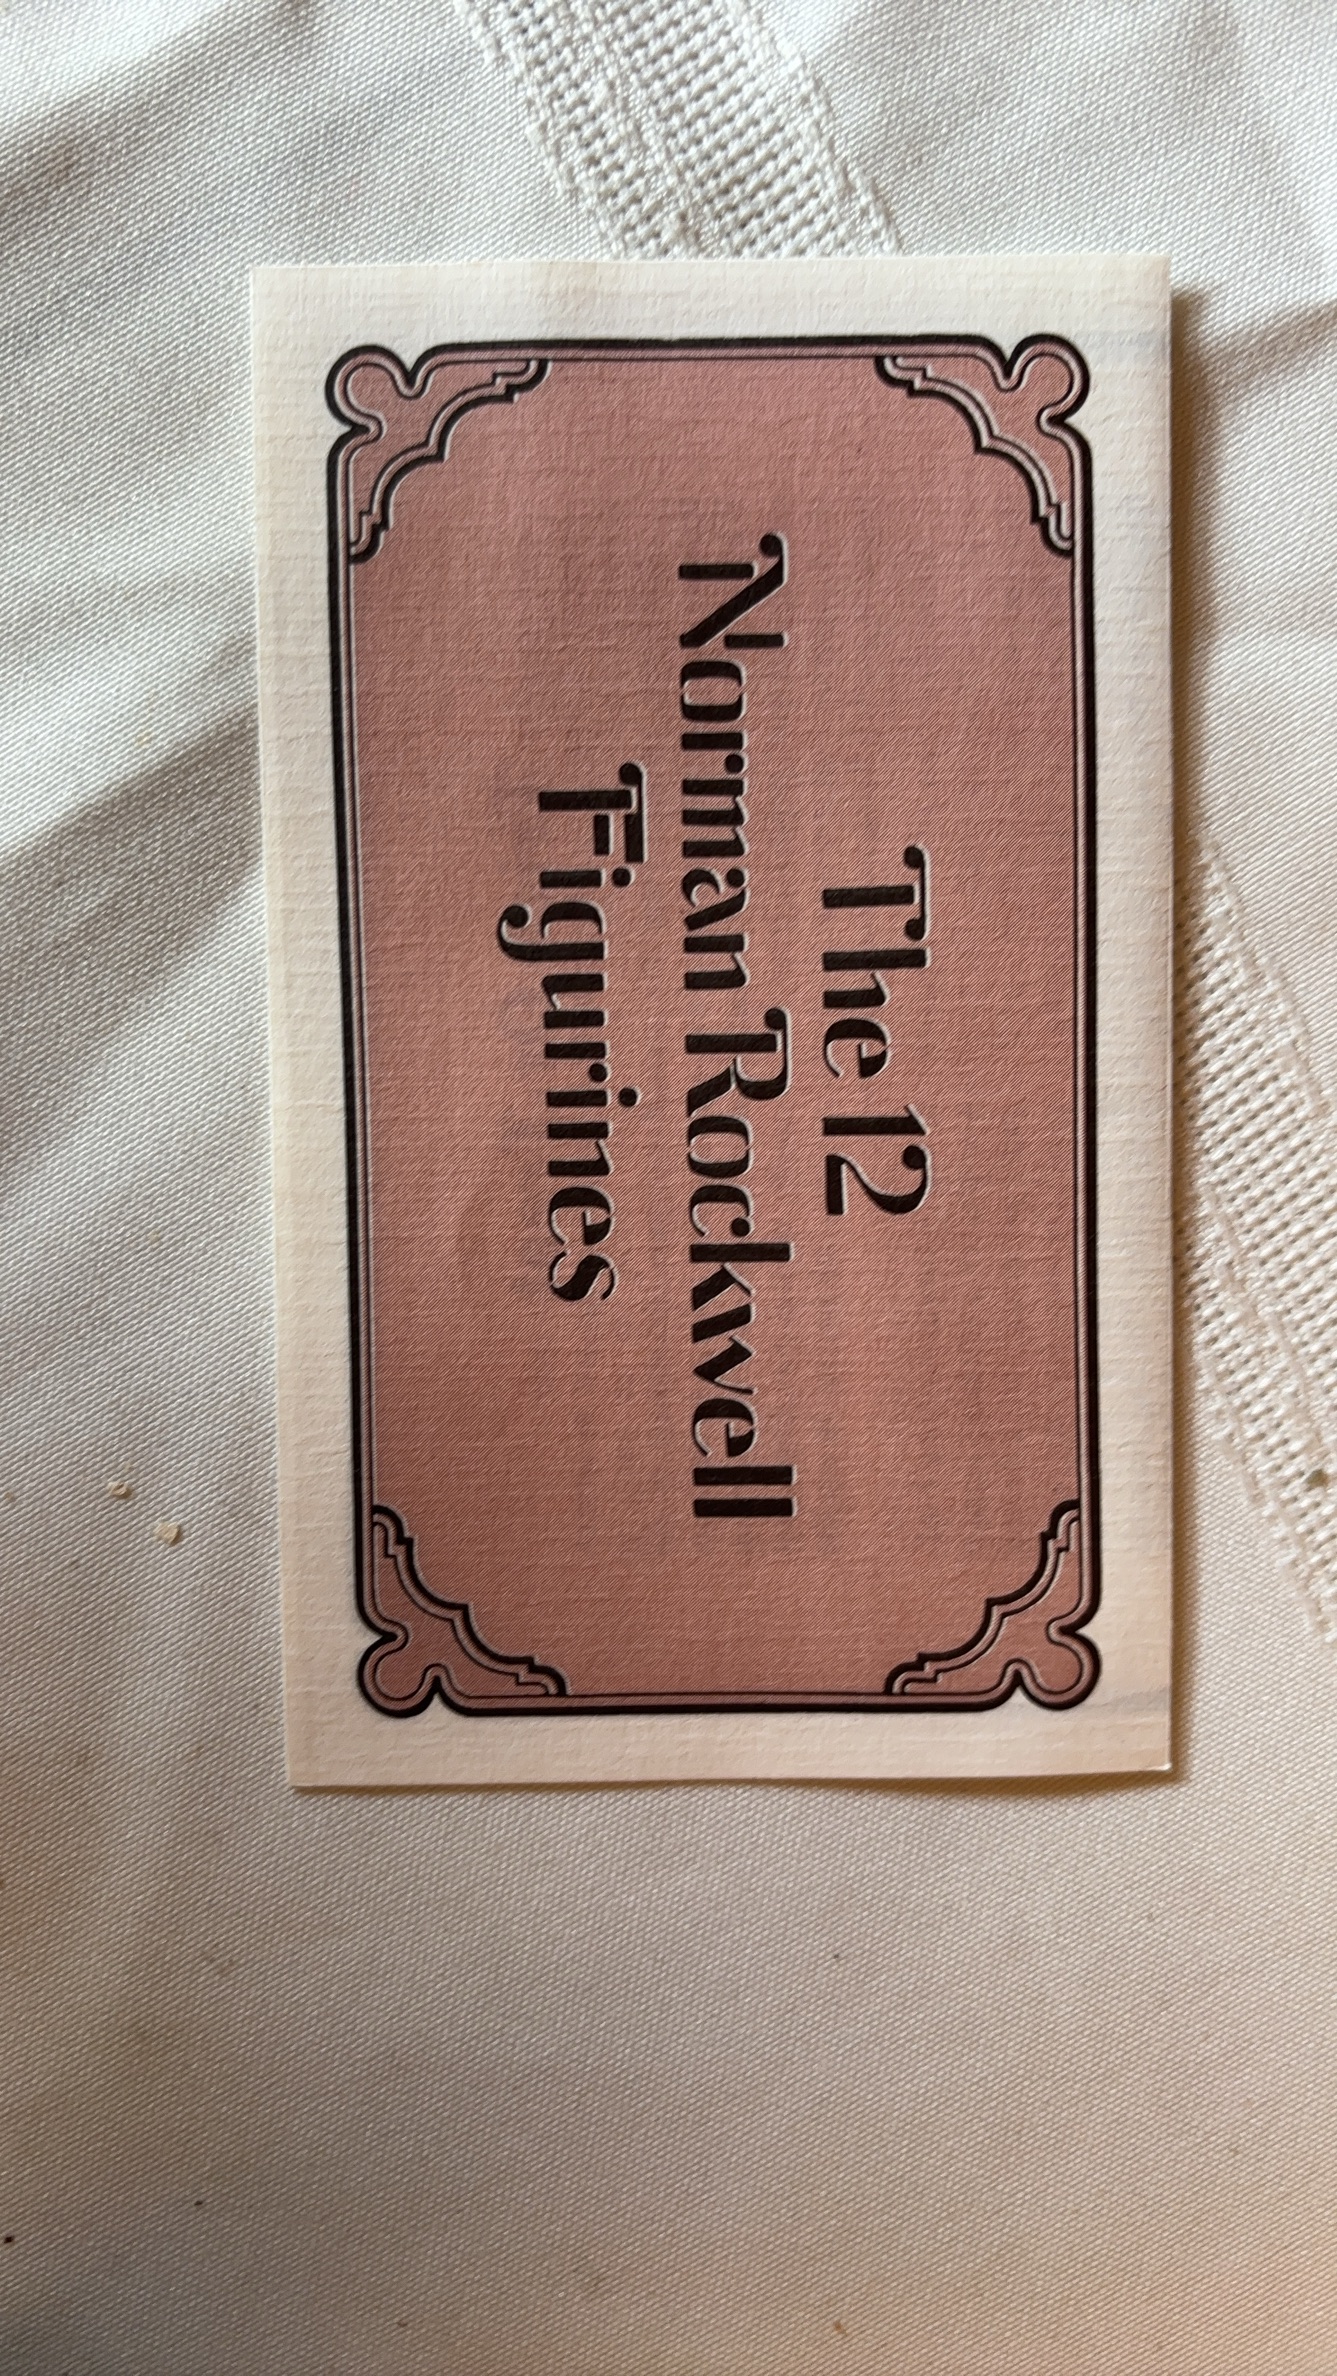 The 12
Norman Rockwell
Figurines